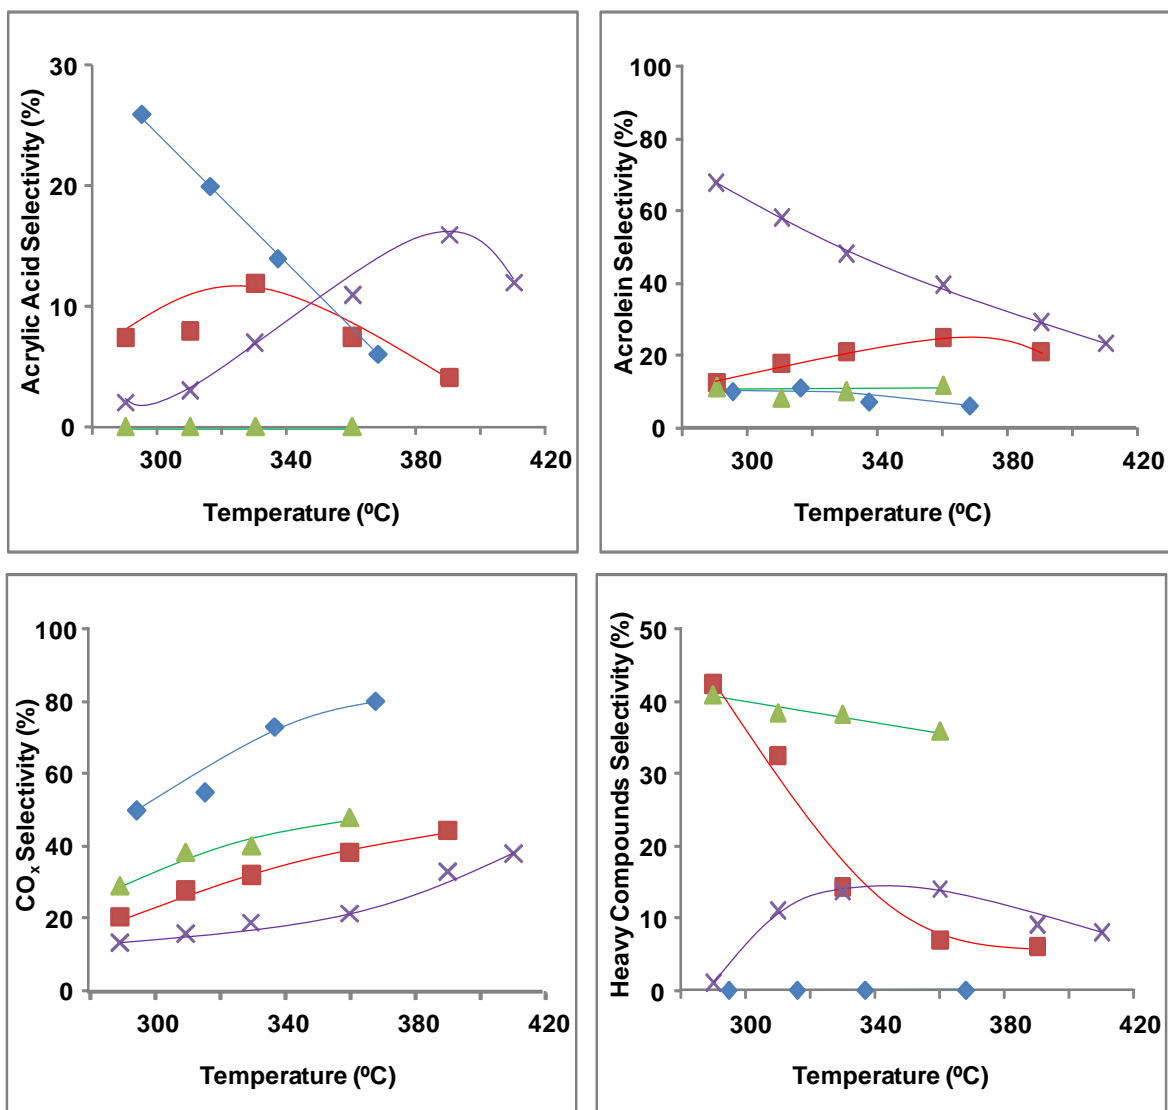 30
20
10
0
300 340 380 420
Acrylic Acid Selectivity (%)
Temperature (ºC)
100
80
60
40
20
0
300 340 380 420
Acrolein Selectivity (%)
Temperature (ºC)
100
80
60
40
20
0
300 340 380 420
COx Selectivity (%)
Temperature (ºC)
50
40
30
20
10
0
300 340 380 420
Heavy Compounds Selectivity (%)
Temperature (ºC)